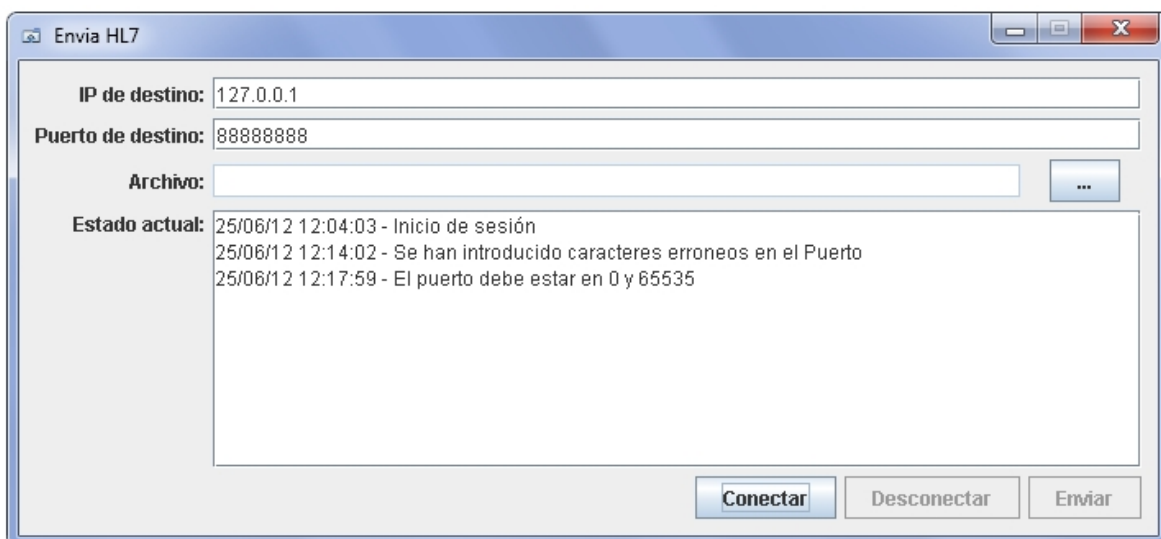 Envia HL7
IP de destino: 127.0.0.1
Puerto de destino: 88888888
Archivo: ...
Estado actual: 25/06/12 12:04:03 - Inicio de sesión
25/06/12 12:14:02 - Se han introducido caracteres erroneos en el Puerto
25/06/12 12:17:59 - El puerto debe estar en 0 y 65535
Conectar Desconectar Enviar